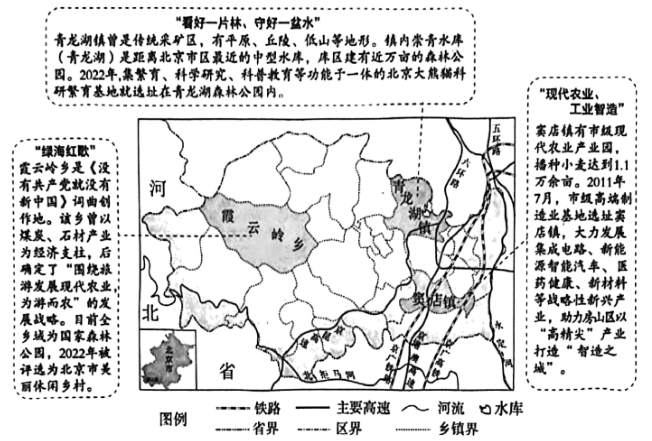 “看好一片林、守好一盆水”
青龙湖镇曾是传统采矿区，有平原、丘陵、低山等地形。镇内崇青水库
（青龙湖）是距离北京市区最近的中型水库，库区建有近万亩的森林公
园。2022年，集繁育、科学研究、科普教育等功能于一体的北京大熊猫科
研繁育基地就选址在青龙湖森林公园内。
“绿海红歌”
霞云岭乡是《没
有共产党就没有
新中国》词曲创
作地。该乡曾以
煤炭、石材产业
为经济支柱，后
确定了“围绕旅
游发展现代农业，
为游而农”的发
展战略。目前全
乡域为国家森林
公园，2022年被
评选为北京市美
丽休闲乡村。
“现代农业、
工业智造”
窦店镇有市级现
代农业产业园，
播种小麦达到1.1
万余亩。2011年
7月，市级高端制
造业基地选址窦
店镇，大力发展
集成电路、新能
源智能汽车、医
药健康、新材料
等战略性新兴产
业，助力房山区以
“高精尖”产业
打造“智造之
城”。
河
北
省
霞云岭乡
青龙湖镇
窦店镇
五环路
六环路
北拒马河
京广铁路
京港澳高速
京广高铁
永定河
北京市
图例
铁路
主要高速
河流
水库
省界
区界
乡镇界